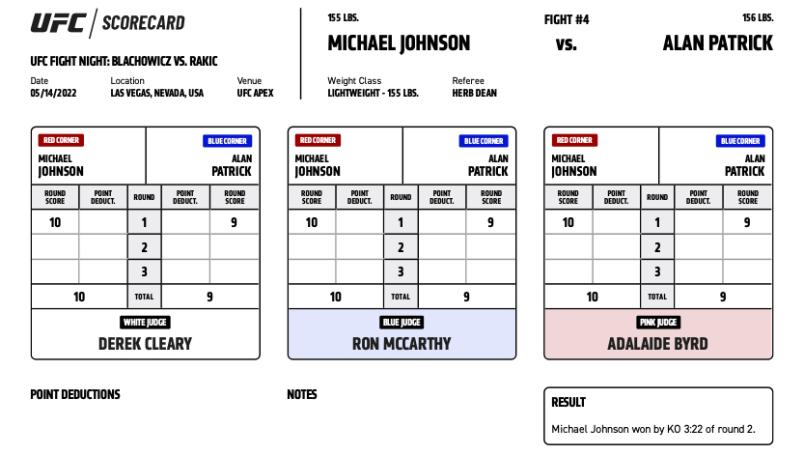 UFC SCORECARD
UFC FIGHT NIGHT: BLACHOWICZ VS. RAKIC
Date Location Venue
05/14/2022 LAS VEGAS, NEVADA, USA UFC APEX
155 LBS. FIGHT #4 156 LBS.
MICHAEL JOHNSON vs. ALAN PATRICK
Weight Class Referee
LIGHTWEIGHT - 155 LBS. HERB DEAN
RED CORNER BLUE CORNER
MICHAEL ALAN
JOHNSON PATRICK
ROUND SCORE POINT DEDUCT. ROUND POINT DEDUCT. ROUND SCORE
10 1 9
2
3
10 TOTAL 9
WHITE JUDGE
DEREK CLEARY
RED CORNER BLUE CORNER
MICHAEL ALAN
JOHNSON PATRICK
ROUND SCORE POINT DEDUCT. ROUND POINT DEDUCT. ROUND SCORE
10 1 9
2
3
10 TOTAL 9
BLUE JUDGE
RON MCCARTHY
RED CORNER BLUE CORNER
MICHAEL ALAN
JOHNSON PATRICK
ROUND SCORE POINT DEDUCT. ROUND POINT DEDUCT. ROUND SCORE
10 1 9
2
3
10 TOTAL 9
PINK JUDGE
ADALAIDE BYRD
POINT DEDUCTIONS
NOTES
RESULT
Michael Johnson won by KO 3:22 of round 2.